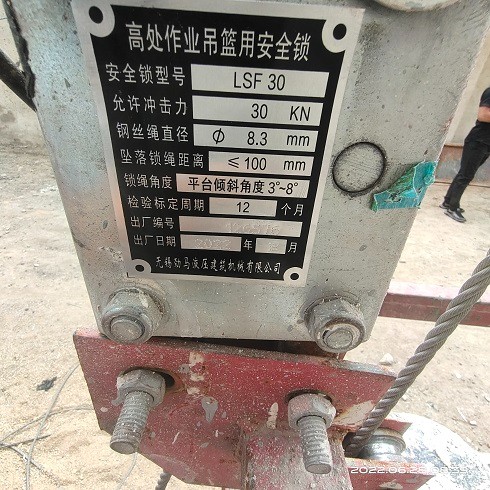 高处作业吊篮用安全锁
安全锁型号 LSF 30
允许冲击力 30 KN
钢丝绳直径 Φ 8.3 mm
坠落锁绳距离 ≤100 mm
锁绳角度 平台倾斜角度3°~8°
检验标定周期 12 个月
出厂编号
出厂日期 2022 年 月
无锡劲马液压建筑机械有限公司